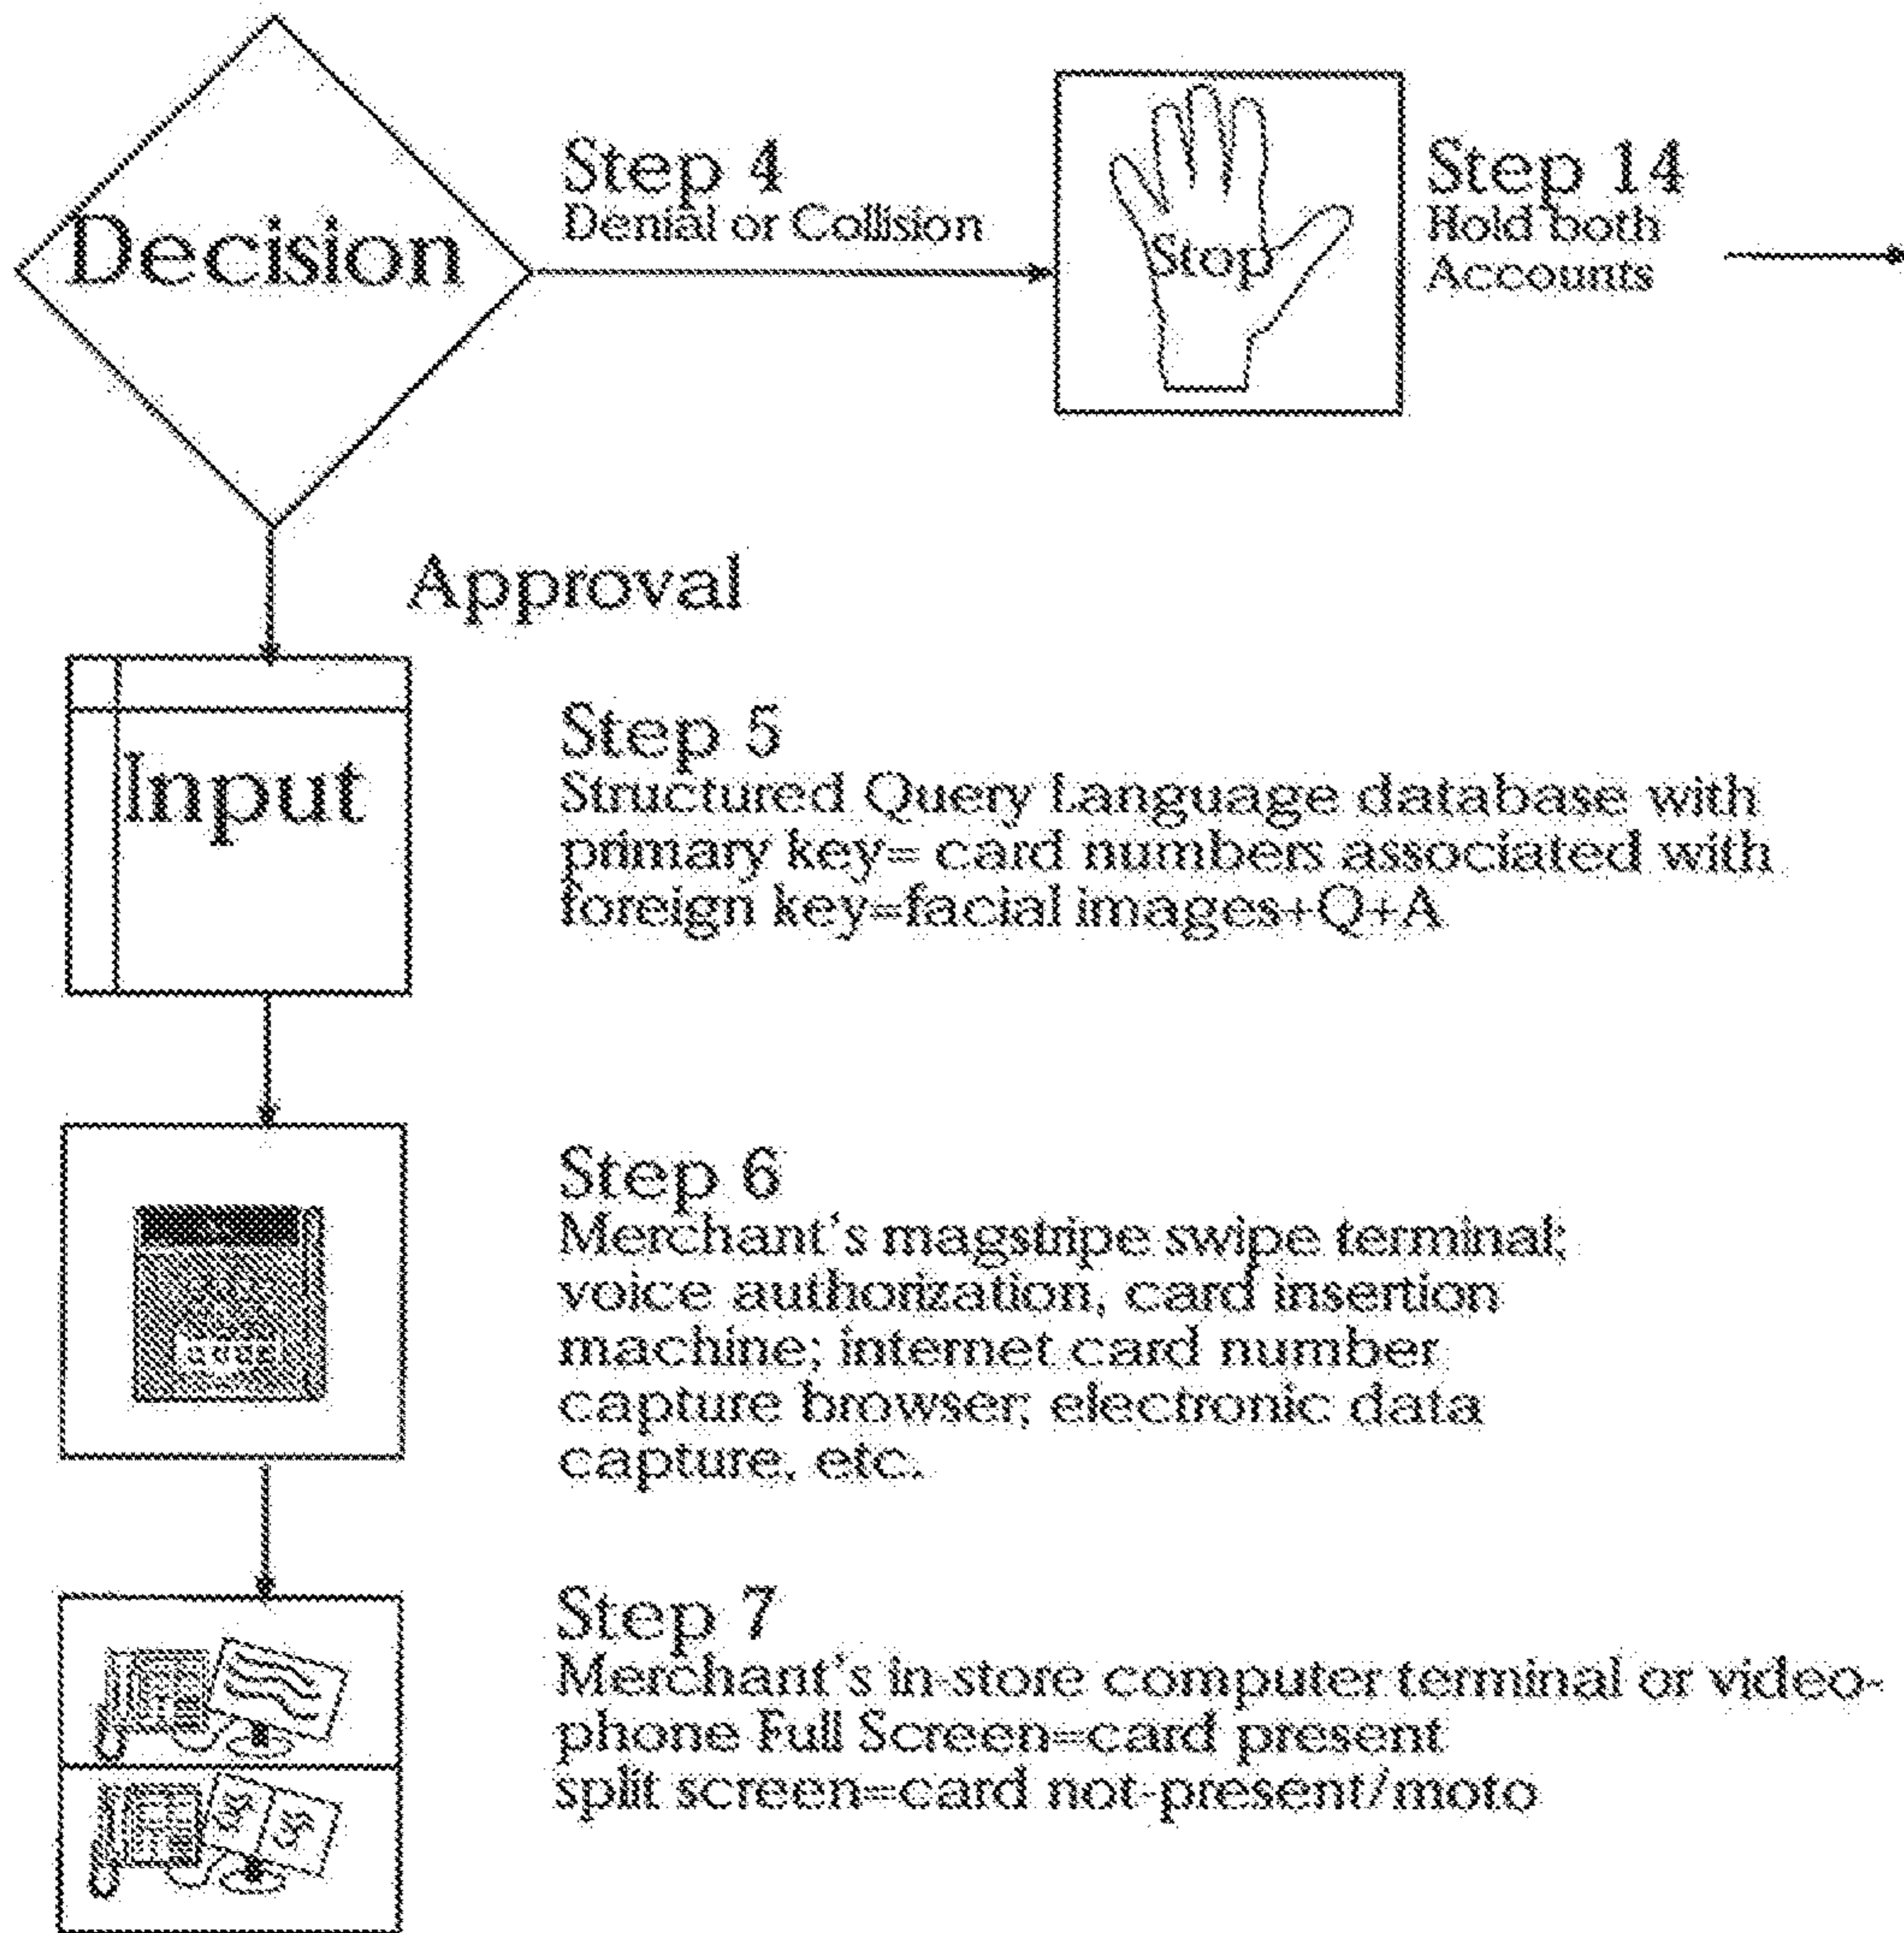 Decision
Step 4
Denial or Collision
Stop
Step 14
Hold both
Accounts
Approval
Input
Step 5
Structured Query Language database with
primary key= card numbers associated with
foreign key=facial images+Q+A
Step 6
Merchant's magstripe swipe terminal;
voice authorization, card insertion
machine; internet card number
capture browser; electronic data
capture, etc.
Step 7
Merchant's in-store computer terminal or video-
phone Full Screen=card present
split screen=card not-present/moto